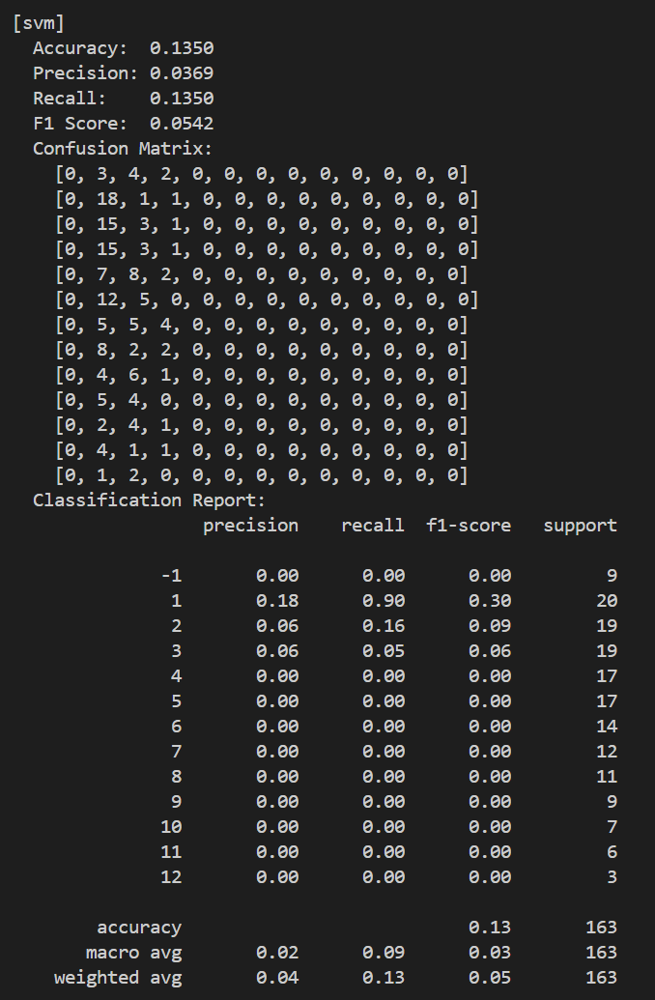 [svm]
Accuracy: 0.1350
Precision: 0.0369
Recall: 0.1350
F1 Score: 0.0542
Confusion Matrix:
[0, 3, 4, 2, 0, 0, 0, 0, 0, 0, 0, 0, 0]
[0, 18, 1, 1, 0, 0, 0, 0, 0, 0, 0, 0, 0]
[0, 15, 3, 1, 0, 0, 0, 0, 0, 0, 0, 0, 0]
[0, 15, 3, 1, 0, 0, 0, 0, 0, 0, 0, 0, 0]
[0, 7, 8, 2, 0, 0, 0, 0, 0, 0, 0, 0, 0]
[0, 12, 5, 0, 0, 0, 0, 0, 0, 0, 0, 0, 0]
[0, 5, 5, 4, 0, 0, 0, 0, 0, 0, 0, 0, 0]
[0, 8, 2, 2, 0, 0, 0, 0, 0, 0, 0, 0, 0]
[0, 4, 6, 1, 0, 0, 0, 0, 0, 0, 0, 0, 0]
[0, 5, 4, 0, 0, 0, 0, 0, 0, 0, 0, 0, 0]
[0, 2, 4, 1, 0, 0, 0, 0, 0, 0, 0, 0, 0]
[0, 4, 1, 1, 0, 0, 0, 0, 0, 0, 0, 0, 0]
[0, 1, 2, 0, 0, 0, 0, 0, 0, 0, 0, 0, 0]
Classification Report:
precision recall f1-score support
-1 0.00 0.00 0.00 9
1 0.18 0.90 0.30 20
2 0.06 0.16 0.09 19
3 0.06 0.05 0.06 19
4 0.00 0.00 0.00 17
5 0.00 0.00 0.00 17
6 0.00 0.00 0.00 14
7 0.00 0.00 0.00 12
8 0.00 0.00 0.00 11
9 0.00 0.00 0.00 9
10 0.00 0.00 0.00 7
11 0.00 0.00 0.00 6
12 0.00 0.00 0.00 3
accuracy 0.13 163
macro avg 0.02 0.09 0.03 163
weighted avg 0.04 0.13 0.05 163